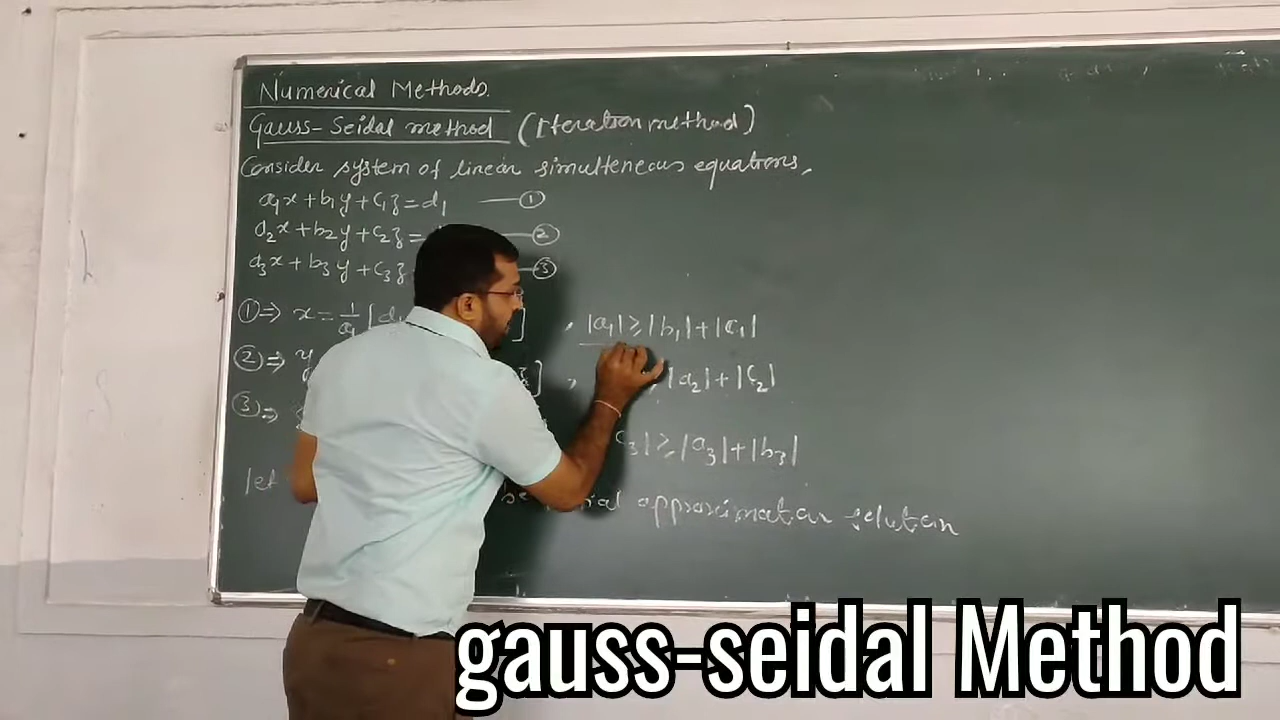 Numerical Methods.
Gauss-Seidal method (Iteration method)
Consider system of linear simulteneous equations,
a₁x + b₁y + c₁z = d₁ — ①
a₂x + b₂y + c₂z = — ②
a₃x + b₃y + c₃z — ③
①⇒ x = 1/a₁ [d₁ ] , |a₁| ≥ |b₁| + |c₁|
②⇒ y ] , |a₂| + |c₂|
③⇒ c₃| ≥ |a₃| + |b₃|
let be approximation solution
gauss-seidal Method